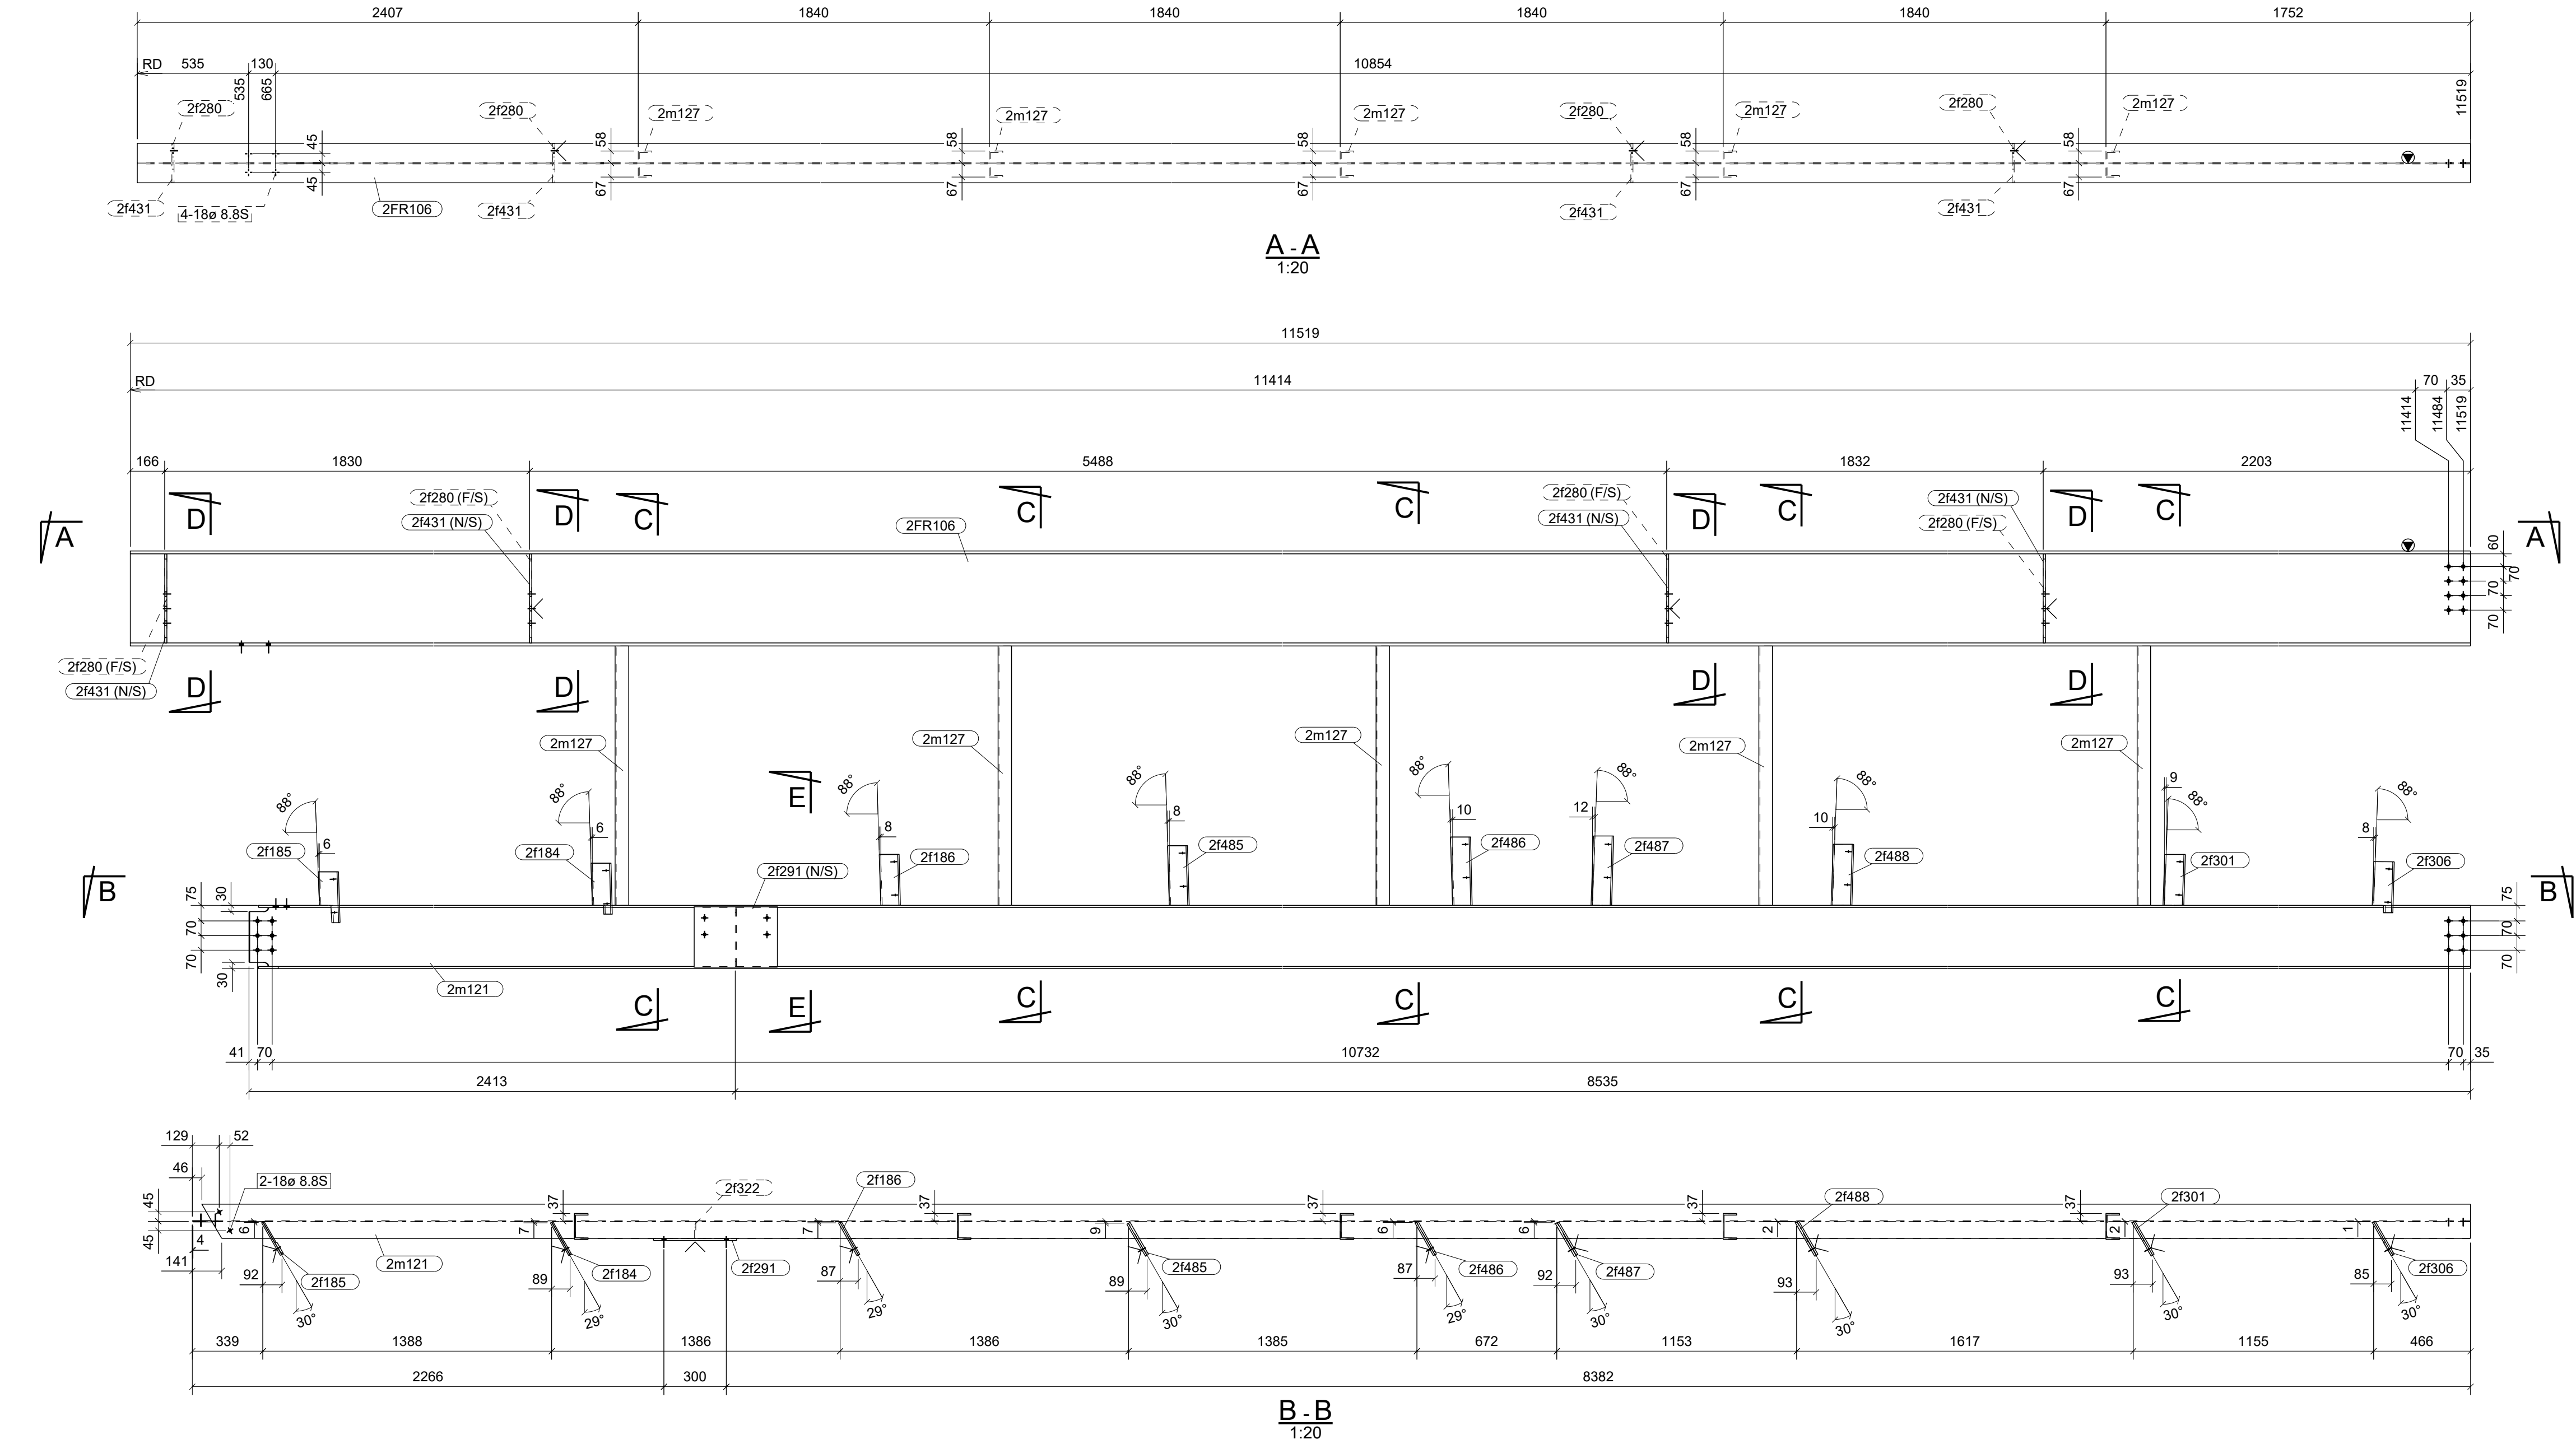 2407 1840 1840 1840 1840 1752
RD 535 130 10854
535 665 11519
2f280 2f280 2m127 2m127 2m127 2f280 2m127 2f280 2m127
45 58 58 58 58 58
45 67 67 67 67 67
2f431 4-18ø 8.8S 2FR106 2f431 2f431 2f431
A - A
1:20
11519
RD 11414 70 35
11414 11484 11519
166 1830 5488 1832 2203
2f280 (F/S) 2f280 (F/S) 2f431 (N/S)
2f431 (N/S) 2f431 (N/S) 2f280 (F/S)
D D C C C D C D C
2FR106
A A
60
70
70
70
2f280 (F/S)
2f431 (N/S)
D D D D
2m127 2m127 2m127 2m127 2m127
E
88° 88° 88° 88° 88° 88° 88° 88° 88°
6 6 8 8 10 12 10 9 8
2f185 2f184 2f186 2f485 2f486 2f487 2f488 2f301 2f306
2f291 (N/S)
B B
75 30 75
70 70
70 70
30
2m121
C E C C C C
41 70 10732 70 35
2413 8535
129 52
46
2-18ø 8.8S
2f322 2f186 2f488 2f301
45 37 37 37 37 37
45 6 7 7 9 6 6 2 2 1
4
141
2m121 2f185 2f184 2f291 2f485 2f486 2f487 2f306
92 89 87 89 87 92 93 93 85
30° 29° 29° 30° 29° 30° 30° 30° 30°
339 1388 1386 1386 1385 672 1153 1617 1155 466
2266 300 8382
B - B
1:20